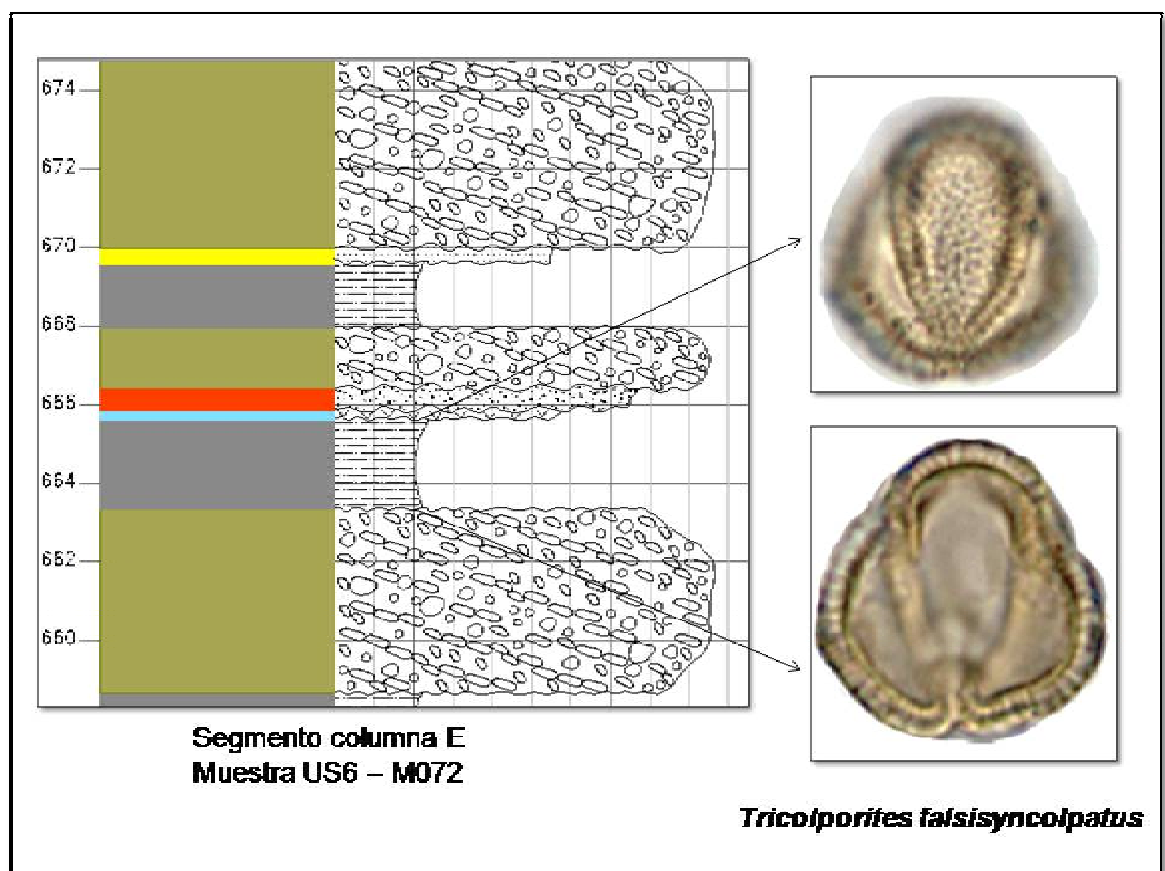 674
672
670
668
666
664
662
660
Segmento columna E
Muestra US6 – M072
Tricolporites falsisyncolpatus